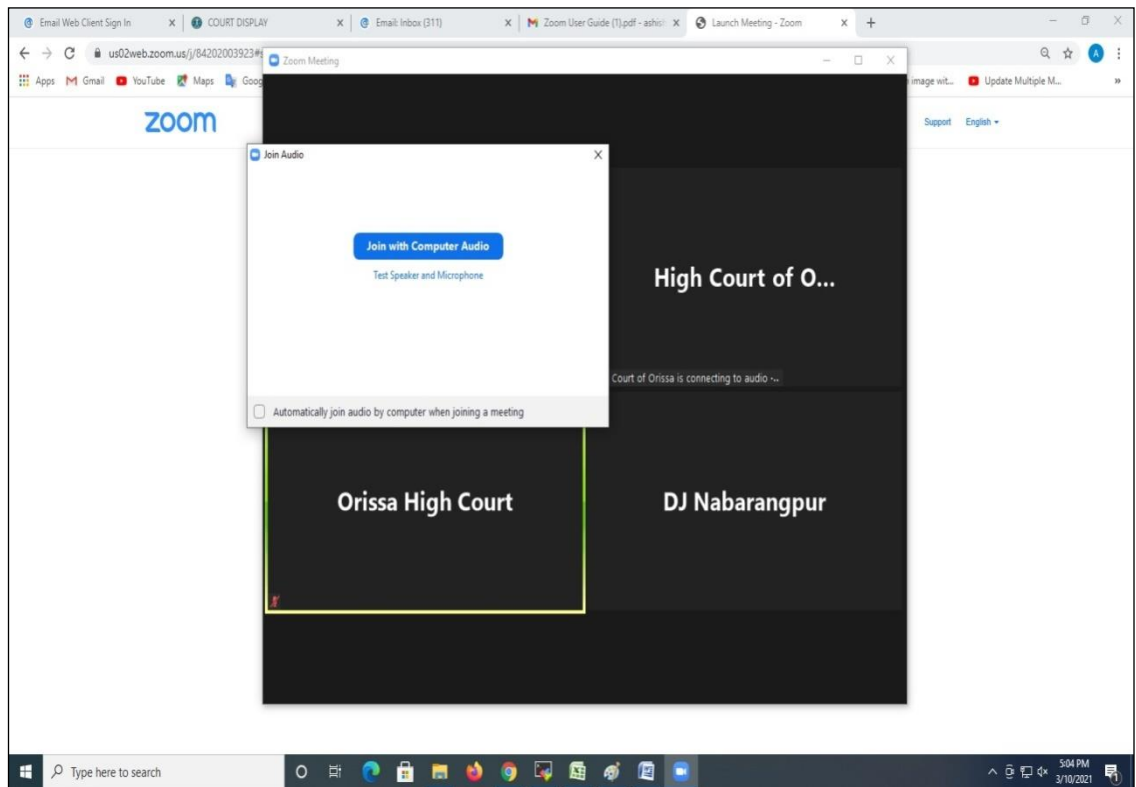 Email Web Client Sign In
COURT DISPLAY
Email: Inbox (311)
Zoom User Guide (1).pdf - ashis
Launch Meeting - Zoom
us02web.zoom.us/j/84202003923#
Apps Gmail YouTube Maps Goog
image wit... Update Multiple M...
zoom
Support English
Zoom Meeting
Join Audio
Join with Computer Audio
Test Speaker and Microphone
Automatically join audio by computer when joining a meeting
High Court of O...
Court of Orissa is connecting to audio -...
Orissa High Court
DJ Nabarangpur
Type here to search
5:04 PM
3/10/2021